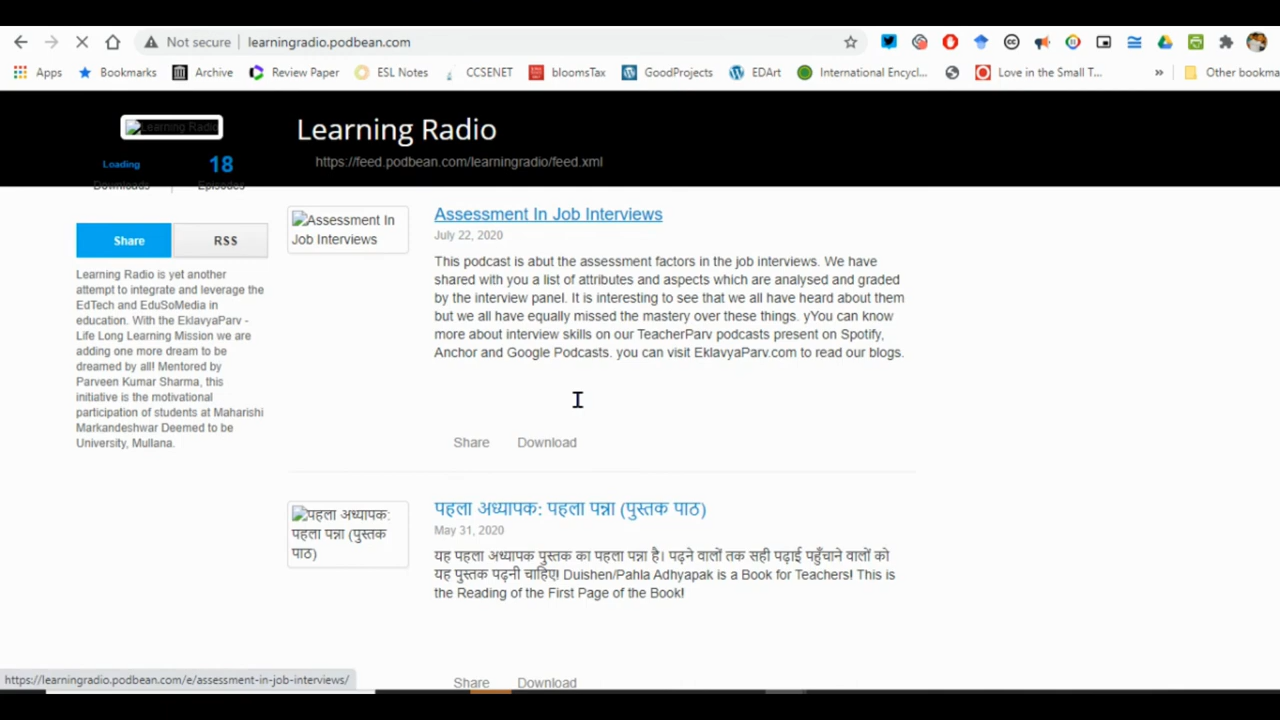 Not secure learningradio.podbean.com
Apps Bookmarks Archive Review Paper ESL Notes CCSENET bloomsTax GoodProjects EDArt International Encycl... Love in the Small T... » Other bookma
Learning Radio
Learning Radio
https://feed.podbean.com/learningradio/feed.xml
Loading 18
Downloads Episodes
Share RSS
Learning Radio is yet another
attempt to integrate and leverage the
EdTech and EduSoMedia in
education. With the EklavyaParv -
Life Long Learning Mission we are
adding one more dream to be
dreamed by all! Mentored by
Parveen Kumar Sharma, this
initiative is the motivational
participation of students at Maharishi
Markandeshwar Deemed to be
University, Mullana.
Assessment In
Job Interviews
Assessment In Job Interviews
July 22, 2020
This podcast is abut the assessment factors in the job interviews. We have
shared with you a list of attributes and aspects which are analysed and graded
by the interview panel. It is interesting to see that we all have heard about them
but we all have equally missed the mastery over these things. yYou can know
more about interview skills on our TeacherParv podcasts present on Spotify,
Anchor and Google Podcasts. you can visit EklavyaParv.com to read our blogs.
Share Download
पहला अध्यापक:
पहला पन्ना (पुस्तक
पाठ)
पहला अध्यापक: पहला पन्ना (पुस्तक पाठ)
May 31, 2020
यह पहला अध्यापक पुस्तक का पहला पन्ना है। पढ़ने वालों तक सही पढ़ाई पहुँचाने वालों को
यह पुस्तक पढ़नी चाहिए! Duishen/Pahla Adhyapak is a Book for Teachers! This is
the Reading of the First Page of the Book!
Share Download
https://learningradio.podbean.com/e/assessment-in-job-interviews/